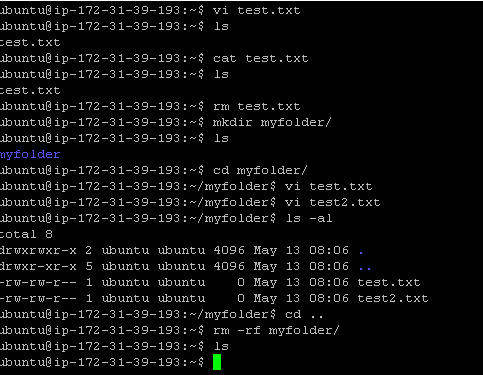 ubuntu@ip-172-31-39-193:~$ vi test.txt
ubuntu@ip-172-31-39-193:~$ ls
test.txt
ubuntu@ip-172-31-39-193:~$ cat test.txt
ubuntu@ip-172-31-39-193:~$ ls
test.txt
ubuntu@ip-172-31-39-193:~$ rm test.txt
ubuntu@ip-172-31-39-193:~$ mkdir myfolder/
ubuntu@ip-172-31-39-193:~$ ls
myfolder
ubuntu@ip-172-31-39-193:~$ cd myfolder/
ubuntu@ip-172-31-39-193:~/myfolder$ vi test.txt
ubuntu@ip-172-31-39-193:~/myfolder$ vi test2.txt
ubuntu@ip-172-31-39-193:~/myfolder$ ls -al
total 8
drwxrwxr-x 2 ubuntu ubuntu 4096 May 13 08:06 .
drwxr-xr-x 5 ubuntu ubuntu 4096 May 13 08:06 ..
-rw-rw-r-- 1 ubuntu ubuntu    0 May 13 08:06 test.txt
-rw-rw-r-- 1 ubuntu ubuntu    0 May 13 08:06 test2.txt
ubuntu@ip-172-31-39-193:~/myfolder$ cd ..
ubuntu@ip-172-31-39-193:~$ rm -rf myfolder/
ubuntu@ip-172-31-39-193:~$ ls
ubuntu@ip-172-31-39-193:~$